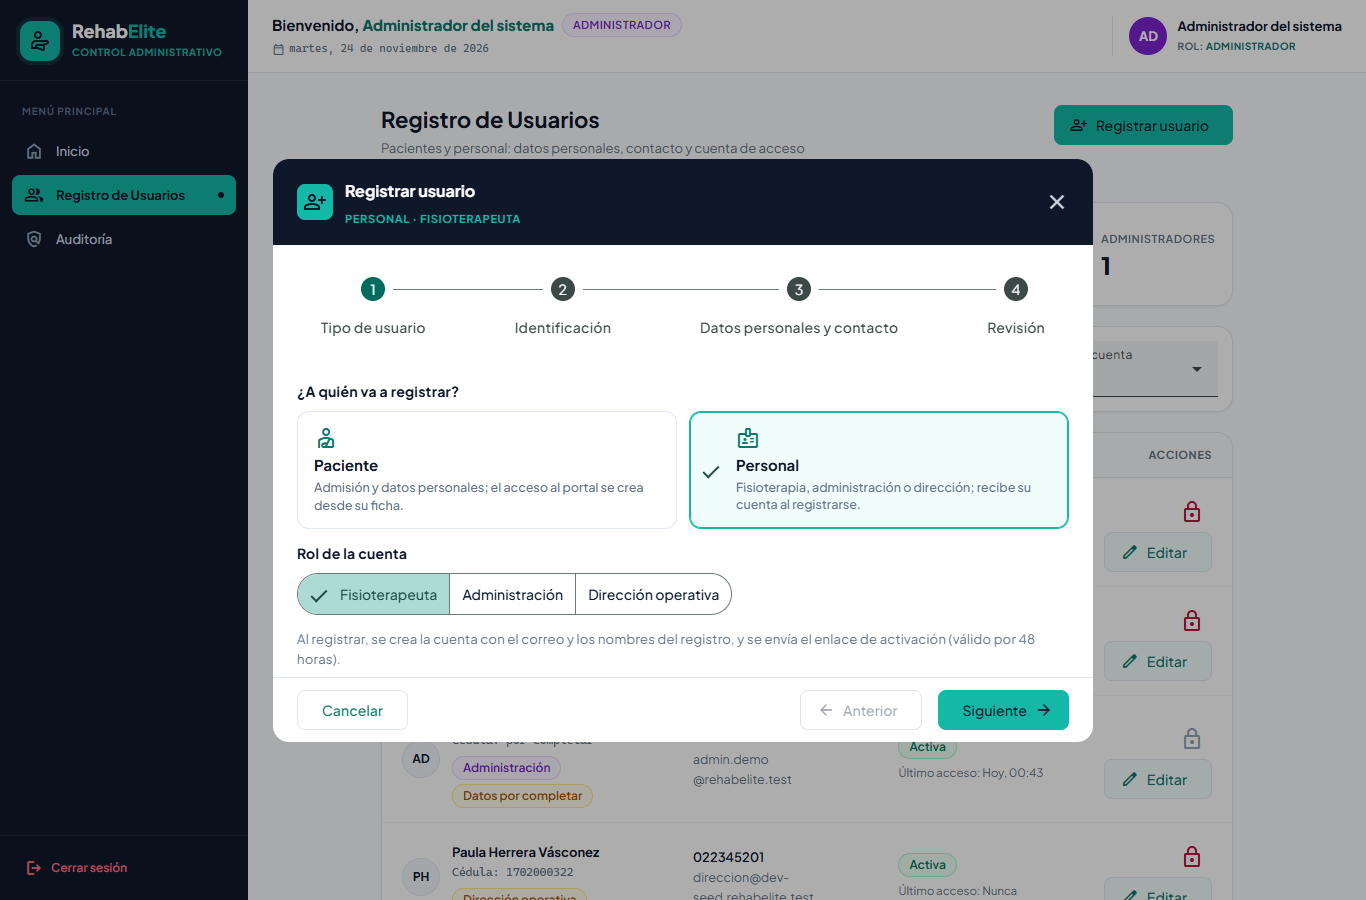 RehabElite
CONTROL ADMINISTRATIVO
MENÚ PRINCIPAL
Inicio
Registro de Usuarios
Auditoría
Cerrar sesión
Bienvenido, Administrador del sistema ADMINISTRADOR
martes, 24 de noviembre de 2026
AD
Administrador del sistema
ROL: ADMINISTRADOR
Registro de Usuarios
Pacientes y personal: datos personales, contacto y cuenta de acceso
Registrar usuario
ADMINISTRADORES
1
cuenta
ACCIONES
Editar
Editar
Registrar usuario
PERSONAL · FISIOTERAPEUTA
1 2 3 4
Tipo de usuario Identificación Datos personales y contacto Revisión
¿A quién va a registrar?
Paciente
Admisión y datos personales; el acceso al portal se crea
desde su ficha.
Personal
Fisioterapia, administración o dirección; recibe su
cuenta al registrarse.
Rol de la cuenta
Fisioterapeuta Administración Dirección operativa
Al registrar, se crea la cuenta con el correo y los nombres del registro, y se envía el enlace de activación (válido por 48
horas).
Cancelar Anterior Siguiente
AD
Cédula: por completar
Administración
Datos por completar
admin.demo
@rehabelite.test
Activa
Último acceso: Hoy, 00:43
Editar
PH
Paula Herrera Vásconez
Cédula: 1702000322
Dirección operativa
022345201
direccion@dev-
seed.rehabelite.test
Activa
Último acceso: Nunca
Editar